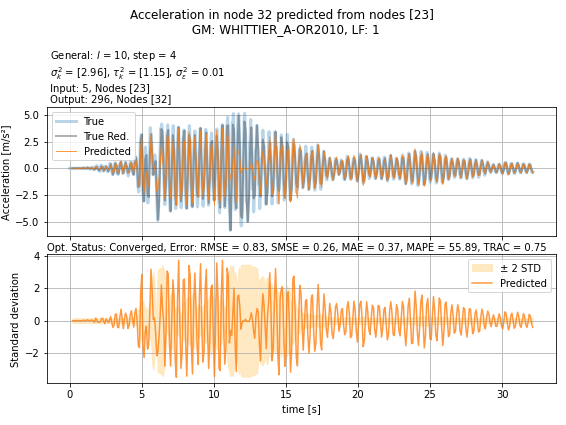 Acceleration in node 32 predicted from nodes [23]
GM: WHITTIER_A-OR2010, LF: 1
General: l = 10, step = 4
σ²ₖ = [2.96], τ²ₖ = [1.15], σ²ᵣ = 0.01
Input: 5, Nodes [23]
Output: 296, Nodes [32]
5.0
2.5
0.0
−2.5
−5.0
Acceleration [m/s²]
True
True Red.
Predicted
Opt. Status: Converged, Error: RMSE = 0.83, SMSE = 0.26, MAE = 0.37, MAPE = 55.89, TRAC = 0.75
4
2
0
−2
Standard deviation
± 2 STD
Predicted
0 5 10 15 20 25 30
time [s]